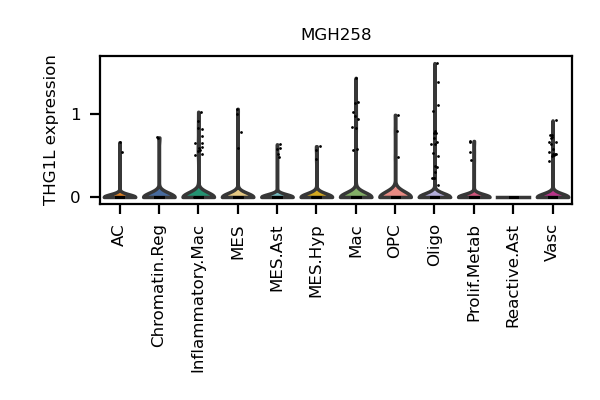 MGH258
THG1L expression
1
0
AC
Chromatin.Reg
Inflammatory.Mac
MES
MES.Ast
MES.Hyp
Mac
OPC
Oligo
Prolif.Metab
Reactive.Ast
Vasc